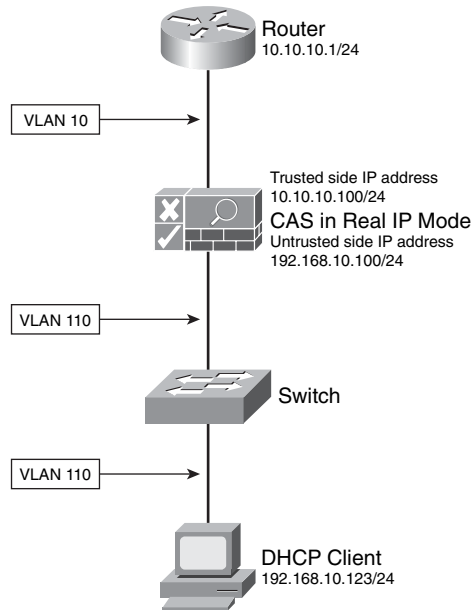 Router
10.10.10.1/24
VLAN 10
Trusted side IP address
10.10.10.100/24
CAS in Real IP Mode
Untrusted side IP address
192.168.10.100/24
VLAN 110
Switch
VLAN 110
DHCP Client
192.168.10.123/24